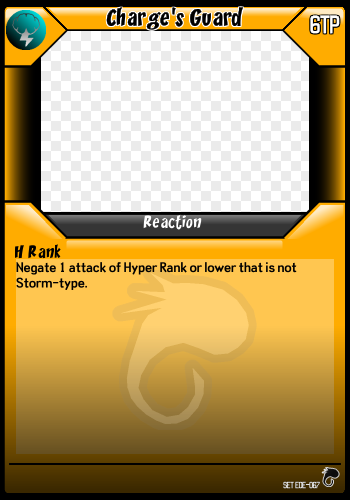 Charge's Guard
6TP
Reaction
H Rank
Negate 1 attack of Hyper Rank or lower that is not
Storm-type.
SET EDE-067